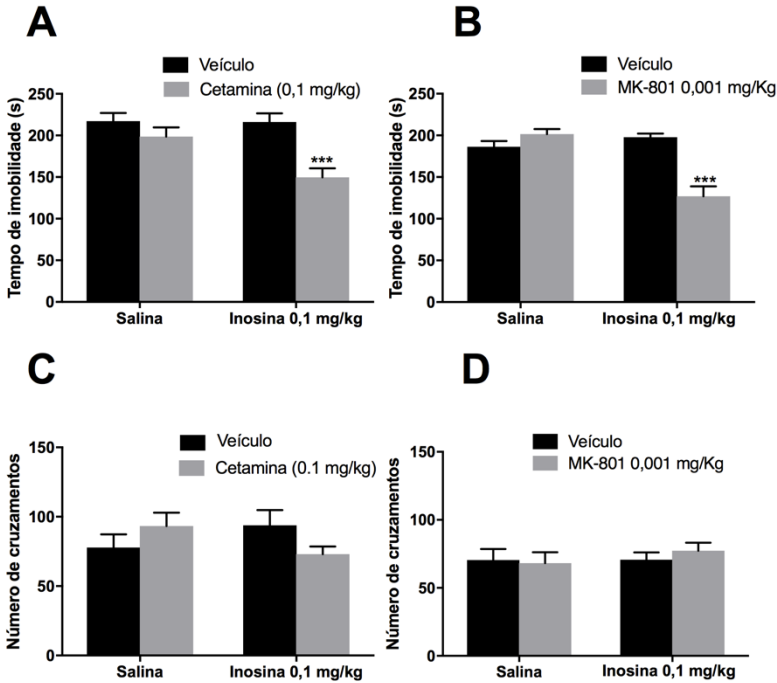 A
Veículo
Cetamina (0,1 mg/kg)
Tempo de imobilidade (s)
250
200
150
100
50
0
***
Salina
Inosina 0,1 mg/kg
B
Veículo
MK-801 0,001 mg/Kg
Tempo de imobilidade (s)
250
200
150
100
50
0
***
Salina
Inosina 0,1 mg/kg
C
Veículo
Cetamina (0.1 mg/kg)
Número de cruzamentos
150
100
50
0
Salina
Inosina 0,1 mg/kg
D
Veículo
MK-801 0,001 mg/Kg
Número de cruzamentos
150
100
50
0
Salina
Inosina 0,1 mg/kg